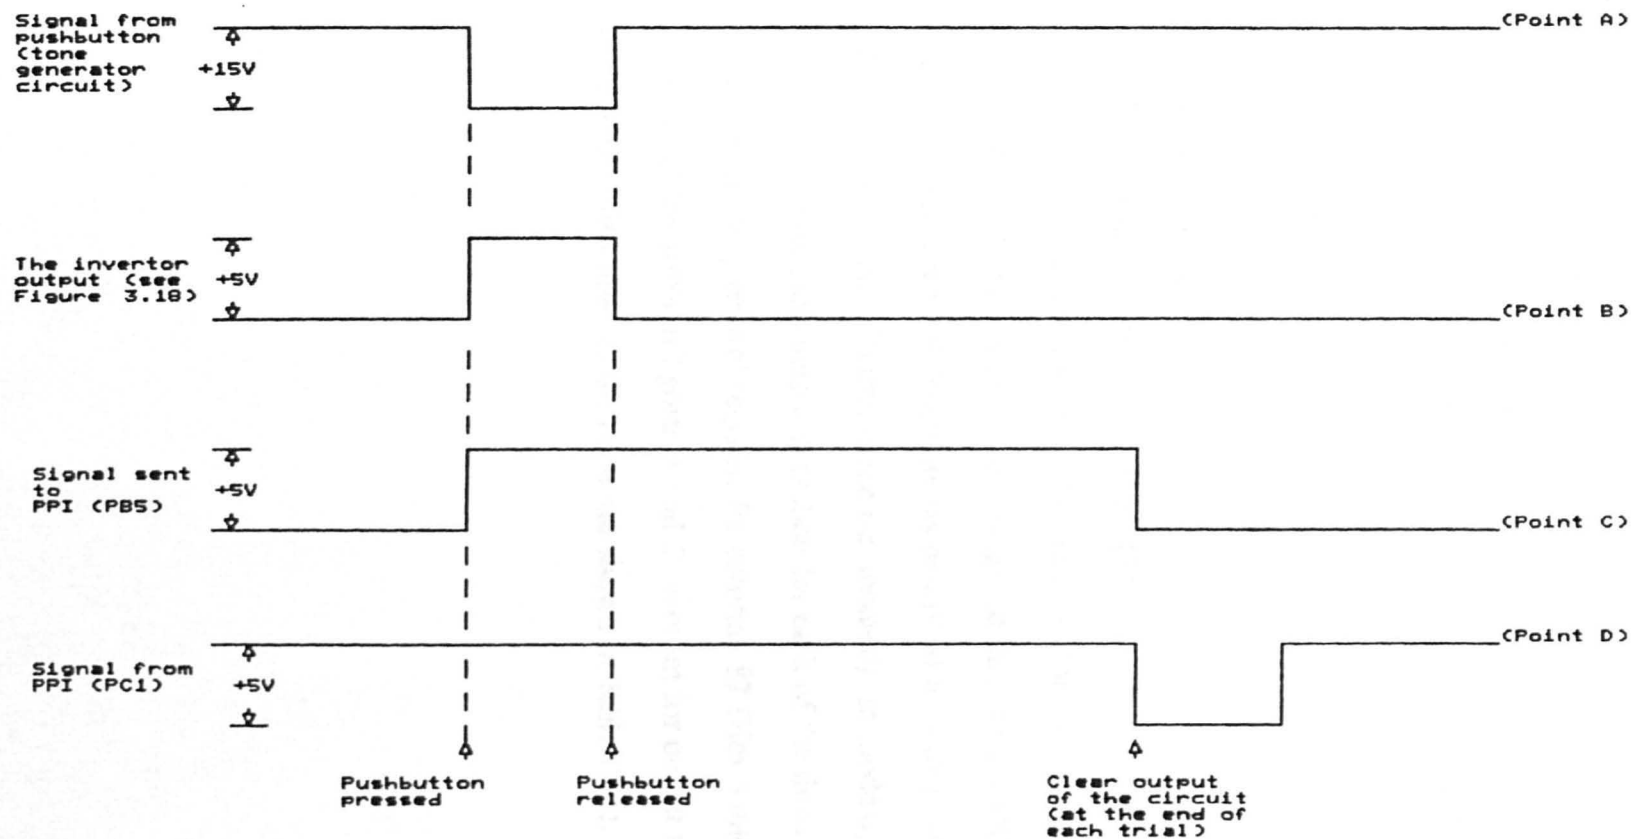 Signal from
pushbutton
(tone
generator
circuit)
+15V
(Point A)
The invertor
output (see
Figure 3.18)
+5V
(Point B)
Signal sent
to
PPI (PB5)
+5V
(Point C)
Signal from
PPI (PC1)
+5V
(Point D)
Pushbutton
pressed
Pushbutton
released
Clear output
of the circuit
(at the end of
each trial)